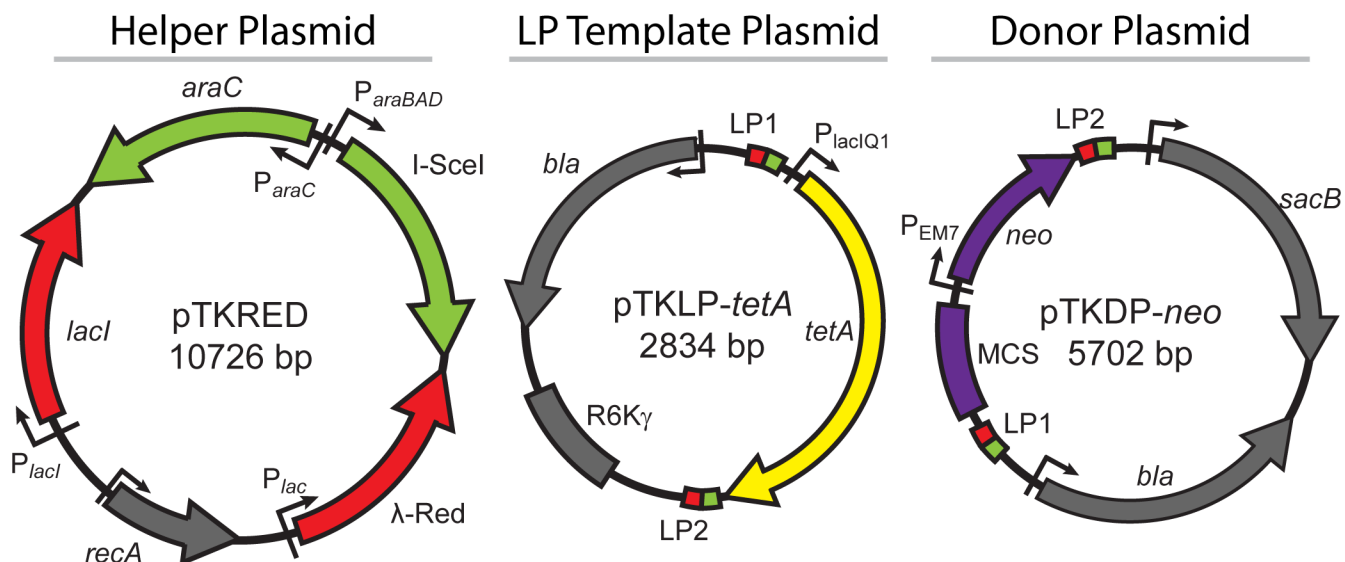 Helper Plasmid
araC
ParaBAD
ParaC
I-SceI
lacI
pTKRED
10726 bp
PlacI
recA
Plac
λ-Red
LP Template Plasmid
LP1
PlacIQ1
bla
pTKLP-tetA
2834 bp
tetA
R6Kγ
LP2
Donor Plasmid
LP2
sacB
PEM7
neo
pTKDP-neo
5702 bp
MCS
LP1
bla